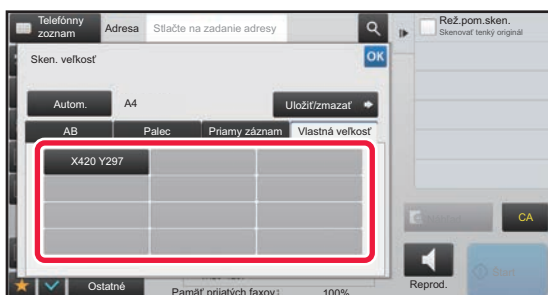 Telefónny
zoznam
Adresa
Stlačte na zadanie adresy
Rež.pom.sken.
Skenovať tenký originál
Sken. veľkosť
OK
Autom.
A4
Uložiť/zmazať
AB
Palec
Priamy záznam
Vlastná veľkosť
X420 Y297
CA
Start
Ostatné
Pamäť prijatých faxov:
100%
Reprod.